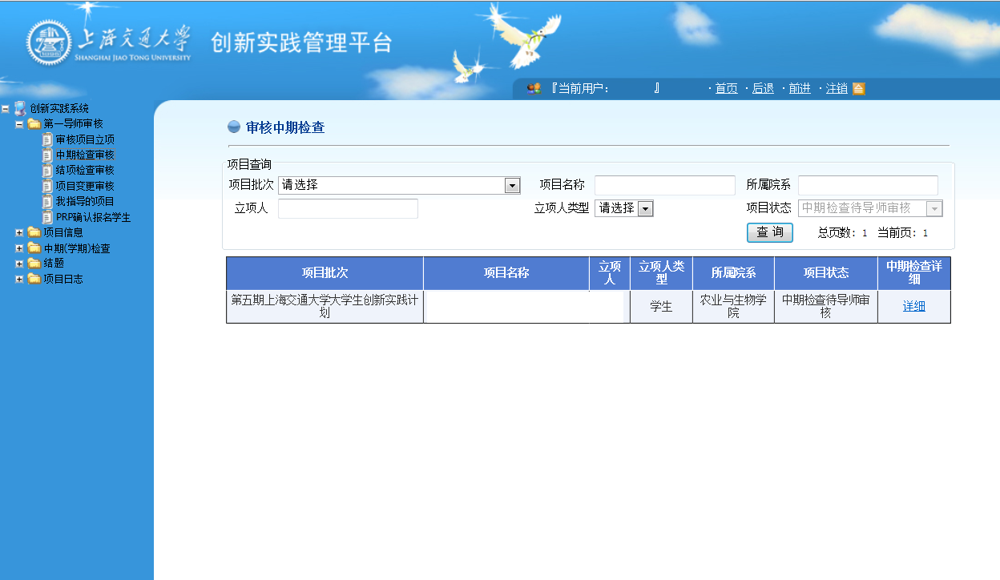 上海交通大学
SHANGHAI JIAO TONG UNIVERSITY
创新实践管理平台
『当前用户: 』 ·首页 ·后退 ·前进 ·注销
创新实践系统
第一导师审核
审核项目立项
中期检查审核
结项检查审核
项目变更审核
我指导的项目
PRP确认报名学生
项目信息
中期(学期)检查
结题
项目日志
审核中期检查
项目查询
项目批次 请选择 项目名称 所属院系
立项人 立项人类型 请选择 项目状态 中期检查待导师审核
查 询 总页数: 1 当前页: 1
项目批次 项目名称 立项人 立项人类型 所属院系 项目状态 中期检查详细
第五期上海交通大学大学生创新实践计划 学生 农业与生物学院 中期检查待导师审核 详细